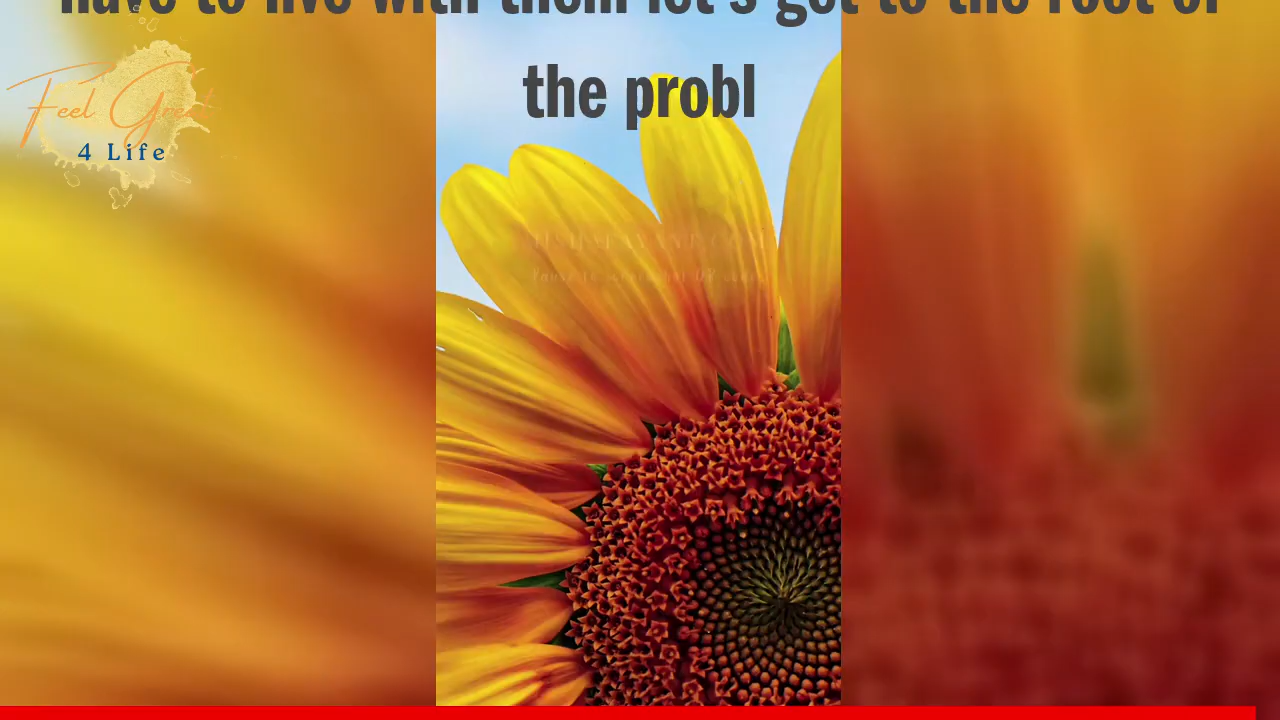 have to live with them let's get to the root of
the probl
Feel Great
4 Life